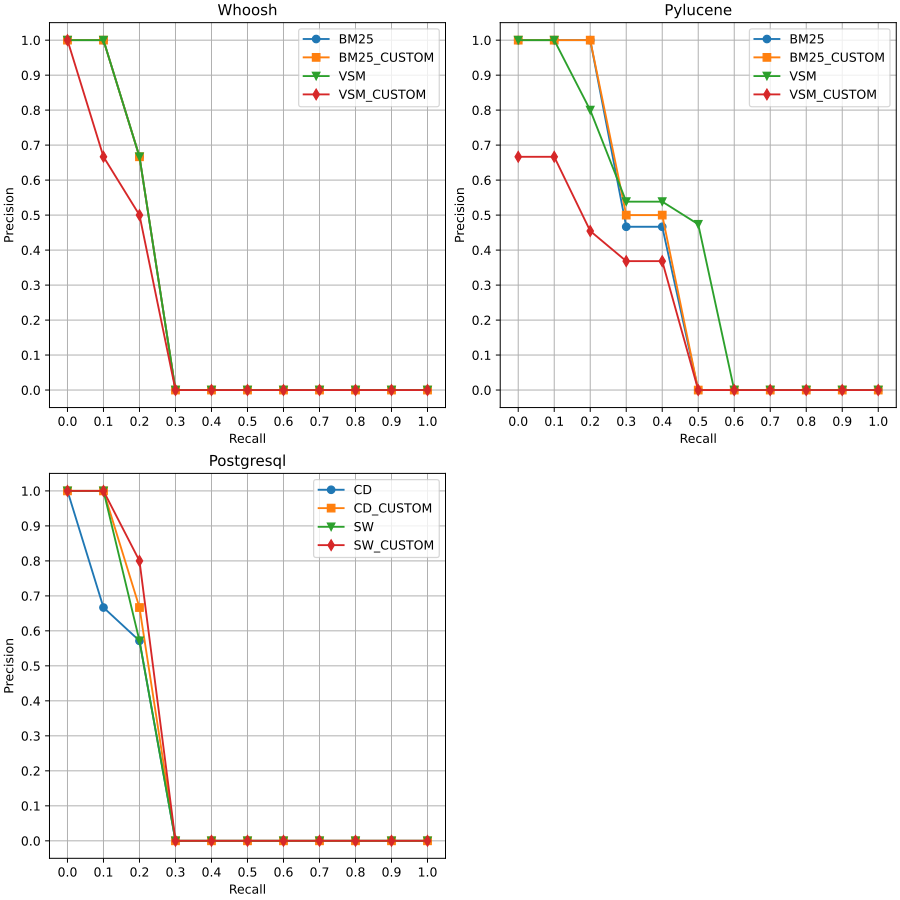 Whoosh
1.0
0.9
0.8
0.7
0.6
0.5
0.4
0.3
0.2
0.1
0.0
Precision
0.0 0.1 0.2 0.3 0.4 0.5 0.6 0.7 0.8 0.9 1.0
Recall
BM25
BM25_CUSTOM
VSM
VSM_CUSTOM
Pylucene
1.0
0.9
0.8
0.7
0.6
0.5
0.4
0.3
0.2
0.1
0.0
Precision
0.0 0.1 0.2 0.3 0.4 0.5 0.6 0.7 0.8 0.9 1.0
Recall
BM25
BM25_CUSTOM
VSM
VSM_CUSTOM
Postgresql
1.0
0.9
0.8
0.7
0.6
0.5
0.4
0.3
0.2
0.1
0.0
Precision
0.0 0.1 0.2 0.3 0.4 0.5 0.6 0.7 0.8 0.9 1.0
Recall
CD
CD_CUSTOM
SW
SW_CUSTOM